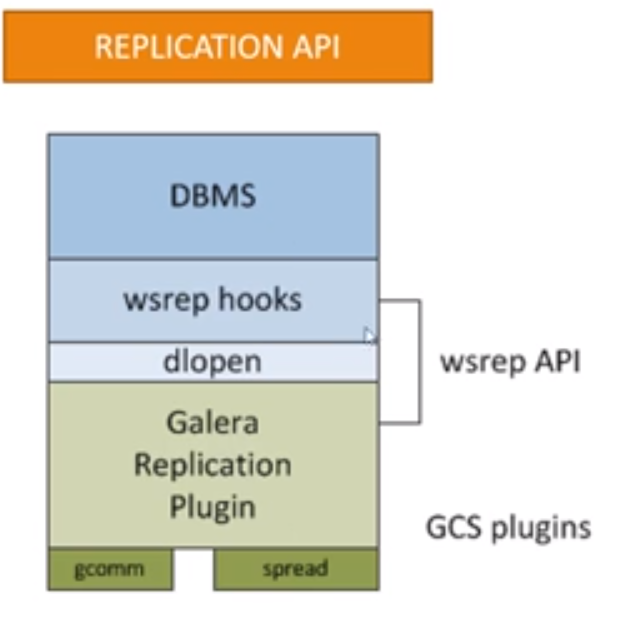 REPLICATION API
DBMS
wsrep hooks
dlopen
wsrep API
Galera
Replication
Plugin
GCS plugins
gcomm
spread